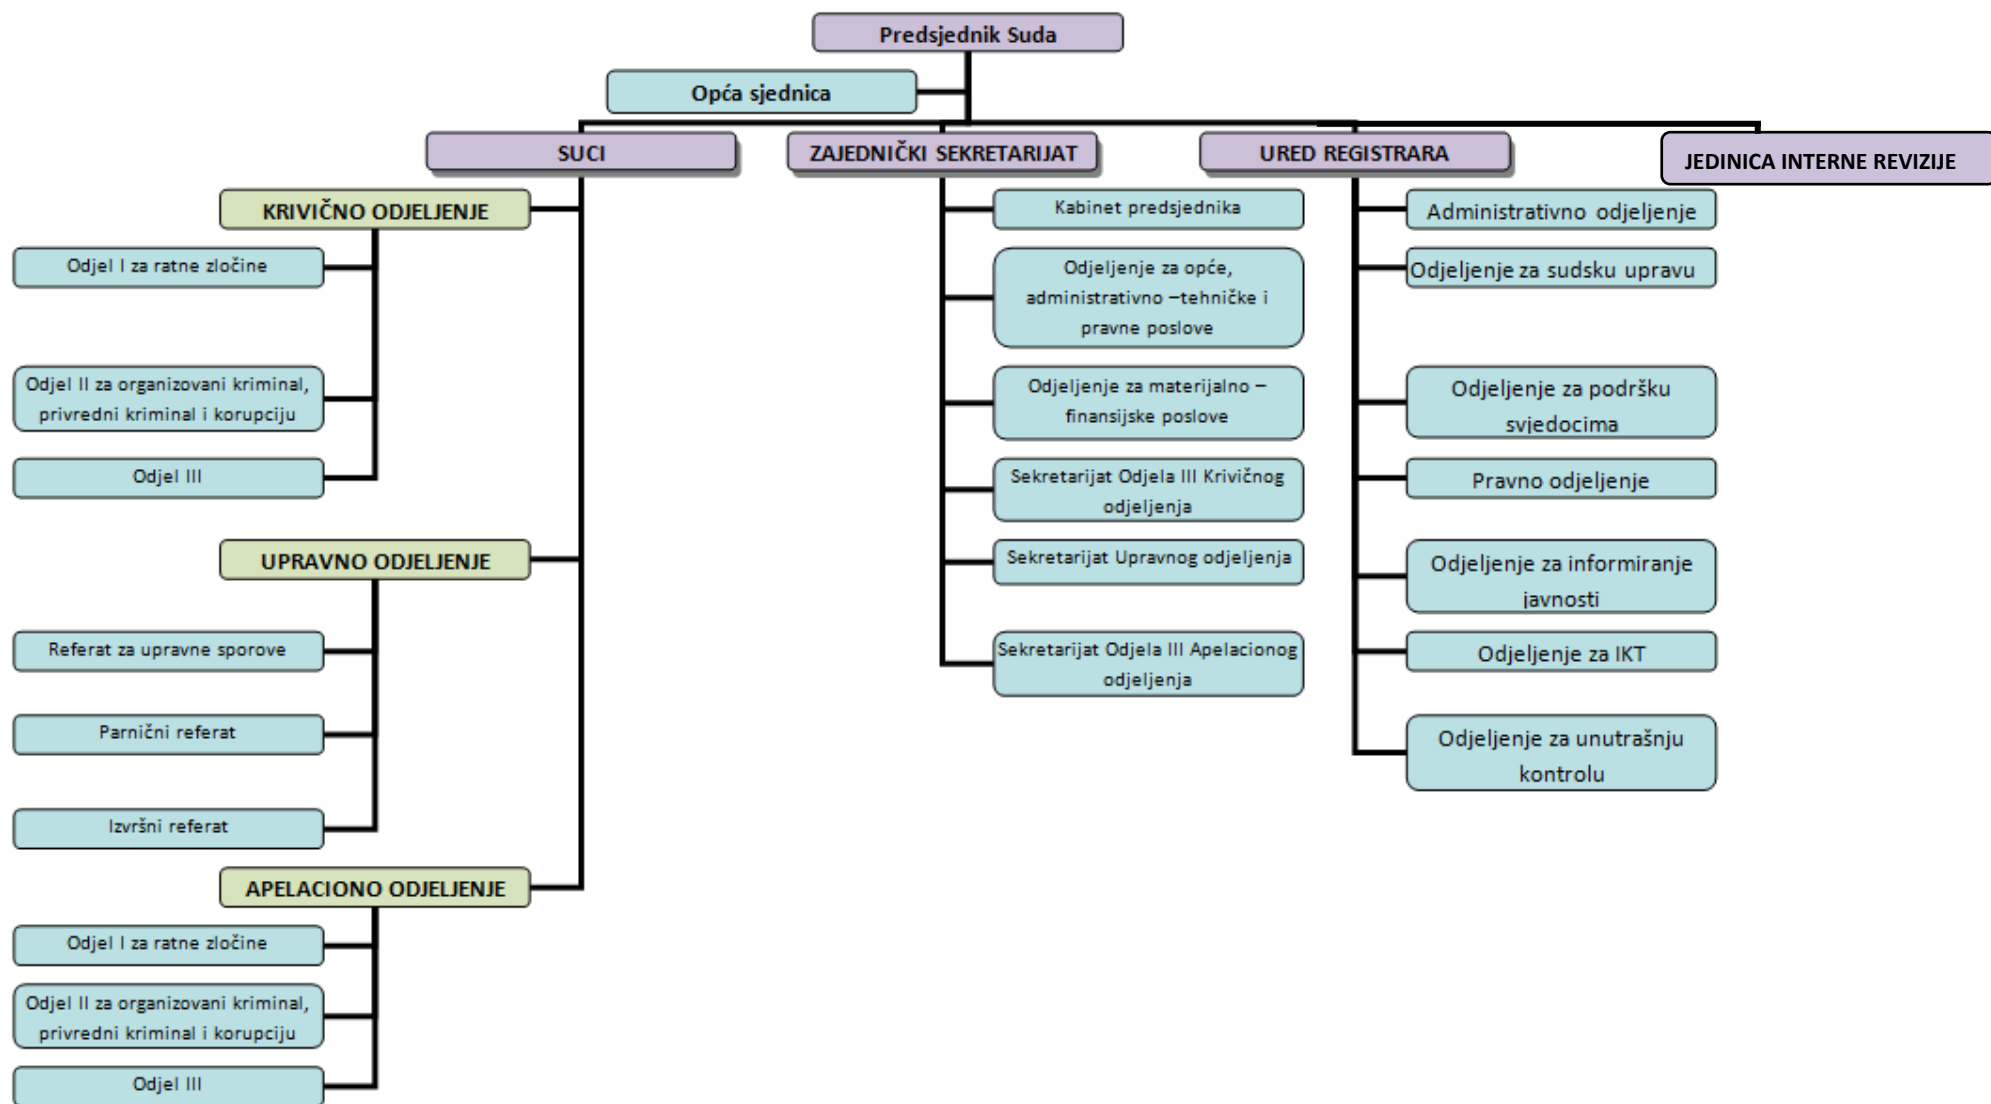 Predsjednik Suda
Opća sjednica
SUCI
ZAJEDNIČKI SEKRETARIJAT
URED REGISTRARA
JEDINICA INTERNE REVIZIJE
KRIVIČNO ODJELJENJE
Odjel I za ratne zločine
Odjel II za organizovani kriminal,
privredni kriminal i korupciju
Odjel III
UPRAVNO ODJELJENJE
Referat za upravne sporove
Parnični referat
Izvršni referat
APELACIONO ODJELJENJE
Odjel I za ratne zločine
Odjel II za organizovani kriminal,
privredni kriminal i korupciju
Odjel III
Kabinet predsjednika
Odjeljenje za opće,
administrativno –tehničke i
pravne poslove
Odjeljenje za materijalno –
finansijske poslove
Sekretarijat Odjela III Krivičnog
odjeljenja
Sekretarijat Upravnog odjeljenja
Sekretarijat Odjela III Apelacionog
odjeljenja
Administrativno odjeljenje
Odjeljenje za sudsku upravu
Odjeljenje za podršku
svjedocima
Pravno odjeljenje
Odjeljenje za informiranje
javnosti
Odjeljenje za IKT
Odjeljenje za unutrašnju
kontrolu